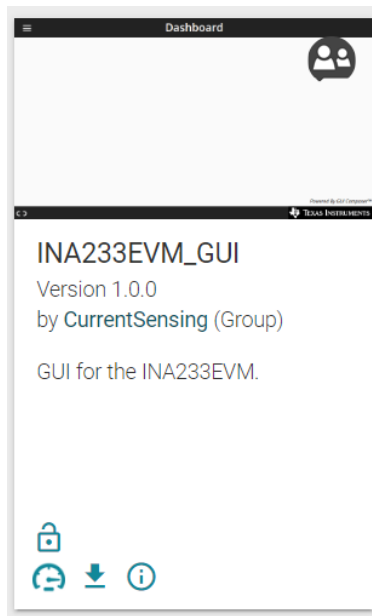 Dashboard
Powered By GUI Composer™
TEXAS INSTRUMENTS
INA233EVM_GUI
Version 1.0.0
by CurrentSensing (Group)
GUI for the INA233EVM.